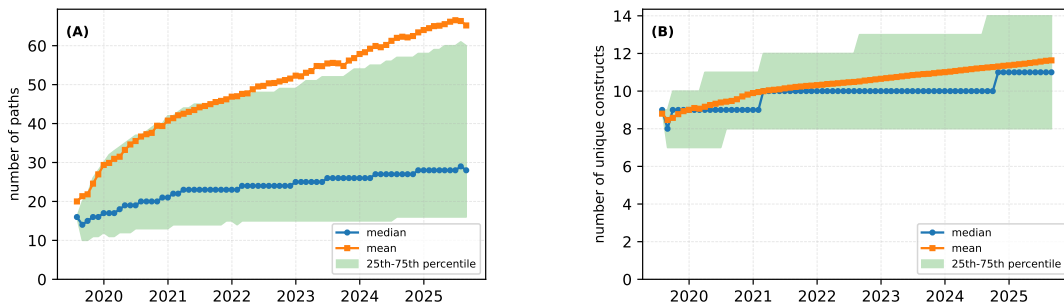 (A)
number of paths
60
50
40
30
20
10
0
2020 2021 2022 2023 2024 2025
median
mean
25th-75th percentile
(B)
number of unique constructs
14
12
10
8
6
4
2
0
2020 2021 2022 2023 2024 2025
median
mean
25th-75th percentile